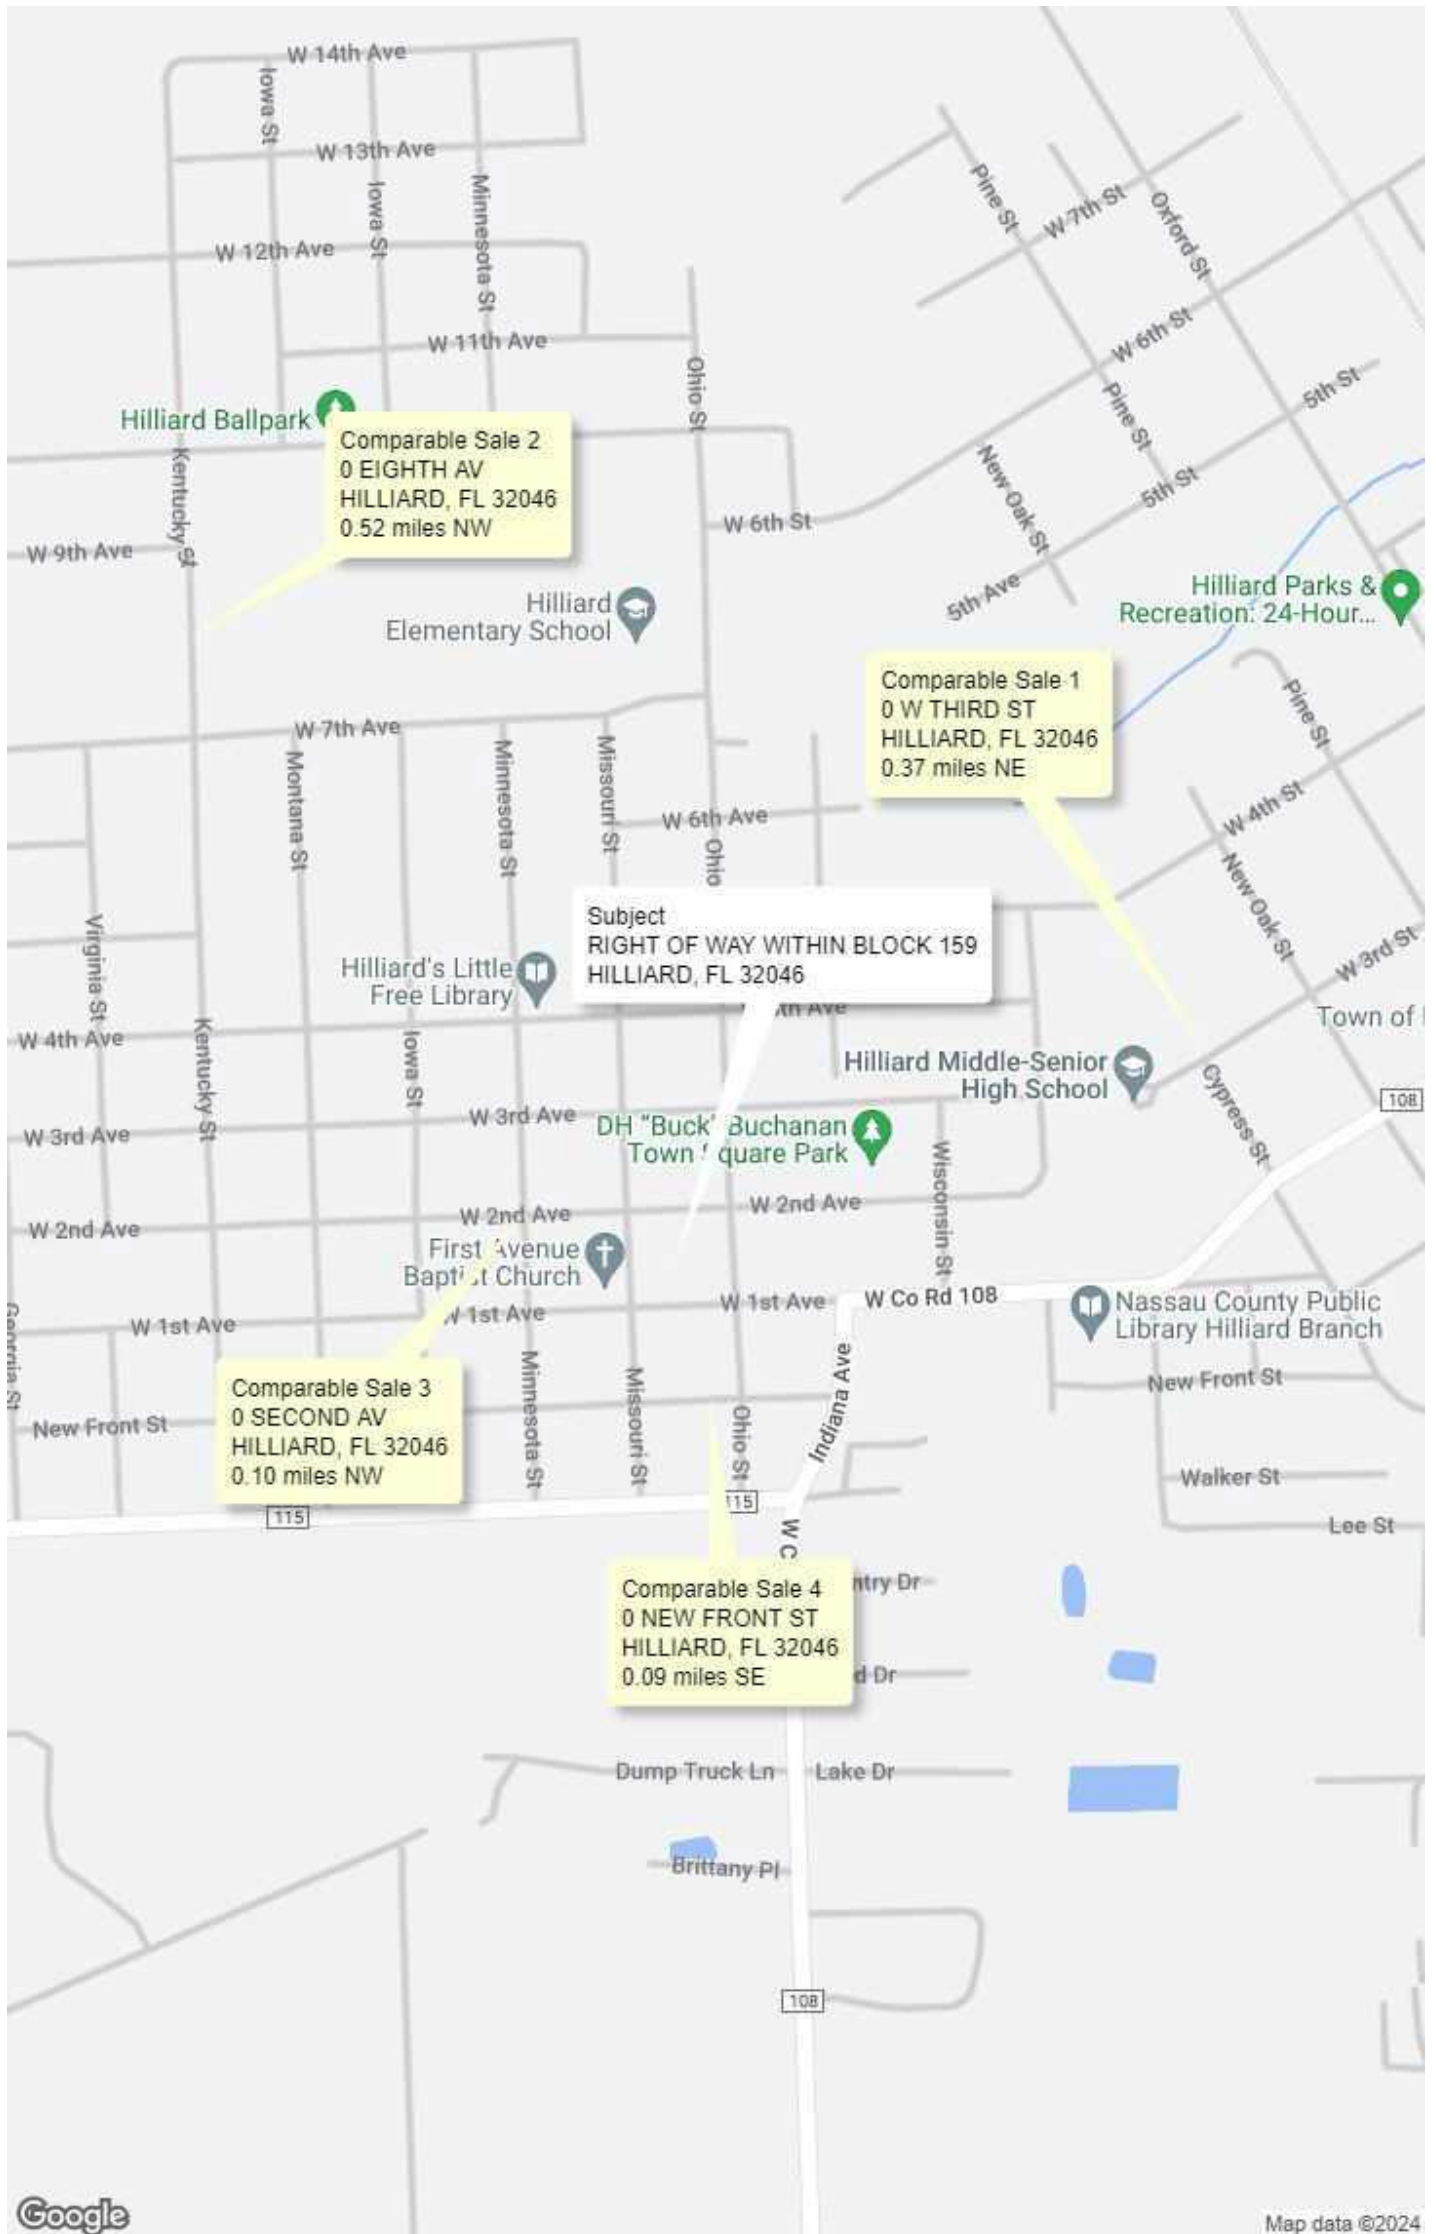 W 14th Ave
Iowa St
W 13th Ave
Iowa St
Minnesota St
W 12th Ave
W 11th Ave
Pine St
W 7th St
Oxford St
W 6th St
Ohio St
5th St
Pine St
Hilliard Ballpark
Comparable Sale 2
0 EIGHTH AV
HILLIARD, FL 32046
0.52 miles NW
Kentucky St
W 9th Ave
W 6th St
New Oak St
5th St
5th Ave
Hilliard
Elementary School
Hilliard Parks &
Recreation: 24-Hour...
Comparable Sale 1
0 W THIRD ST
HILLIARD, FL 32046
0.37 miles NE
Pine St
W 7th Ave
Montana St
Minnesota St
Missouri St
W 6th Ave
Ohio
W 4th St
New Oak St
W 3rd St
Subject
RIGHT OF WAY WITHIN BLOCK 159
HILLIARD, FL 32046
Virginia St
Hilliard's Little
Free Library
th Ave
Town of
W 4th Ave
Kentucky St
Iowa St
Hilliard Middle-Senior
High School
Cypress St
108
W 3rd Ave
W 3rd Ave
DH "Buck" Buchanan
Town Square Park
Wisconsin St
W 2nd Ave
W 2nd Ave
W 2nd Ave
First Avenue
Baptist Church
W 1st Ave
W 1st Ave
W 1st Ave
W Co Rd 108
Nassau County Public
Library Hilliard Branch
Georgia St
Comparable Sale 3
0 SECOND AV
HILLIARD, FL 32046
0.10 miles NW
Minnesota St
Missouri St
Ohio St
Indiana Ave
New Front St
New Front St
Walker St
115
115
Lee St
W C
Comparable Sale 4
0 NEW FRONT ST
HILLIARD, FL 32046
0.09 miles SE
ntry Dr
d Dr
Dump Truck Ln
Lake Dr
Brittany Pl
108
Google
Map data ©2024